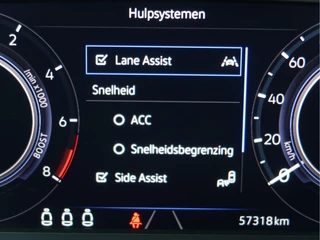 Hulpsystemen
Lane Assist
Snelheid
ACC
Snelheidsbegrenzing
Side Assist
57318km
2
4
6
8
/min x1000
BOOST
60
40
20
0
km/h